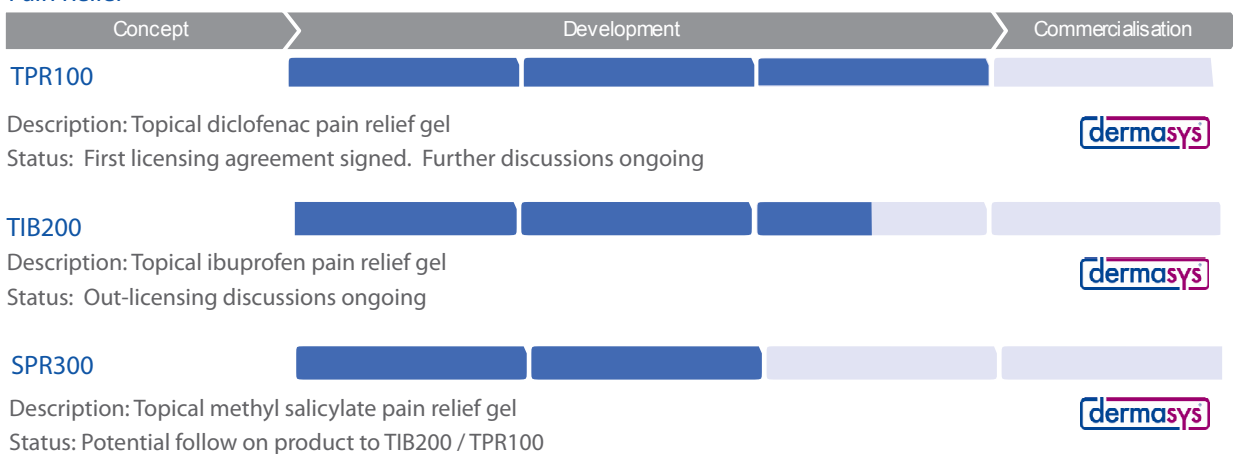 Concept Development Commercialisation
TPR100
Description: Topical diclofenac pain relief gel
dermasys
Status: First licensing agreement signed. Further discussions ongoing
TIB200
Description: Topical ibuprofen pain relief gel
dermasys
Status: Out-licensing discussions ongoing
SPR300
Description: Topical methyl salicylate pain relief gel
dermasys
Status: Potential follow on product to TIB200 / TPR100